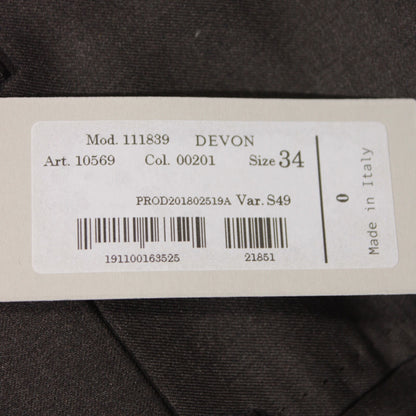 Mod. 111839 DEVON
Art. 10569 Col. 00201 Size 34
PROD201802519A Var. S49
191100163525 21851
0
Made in Italy